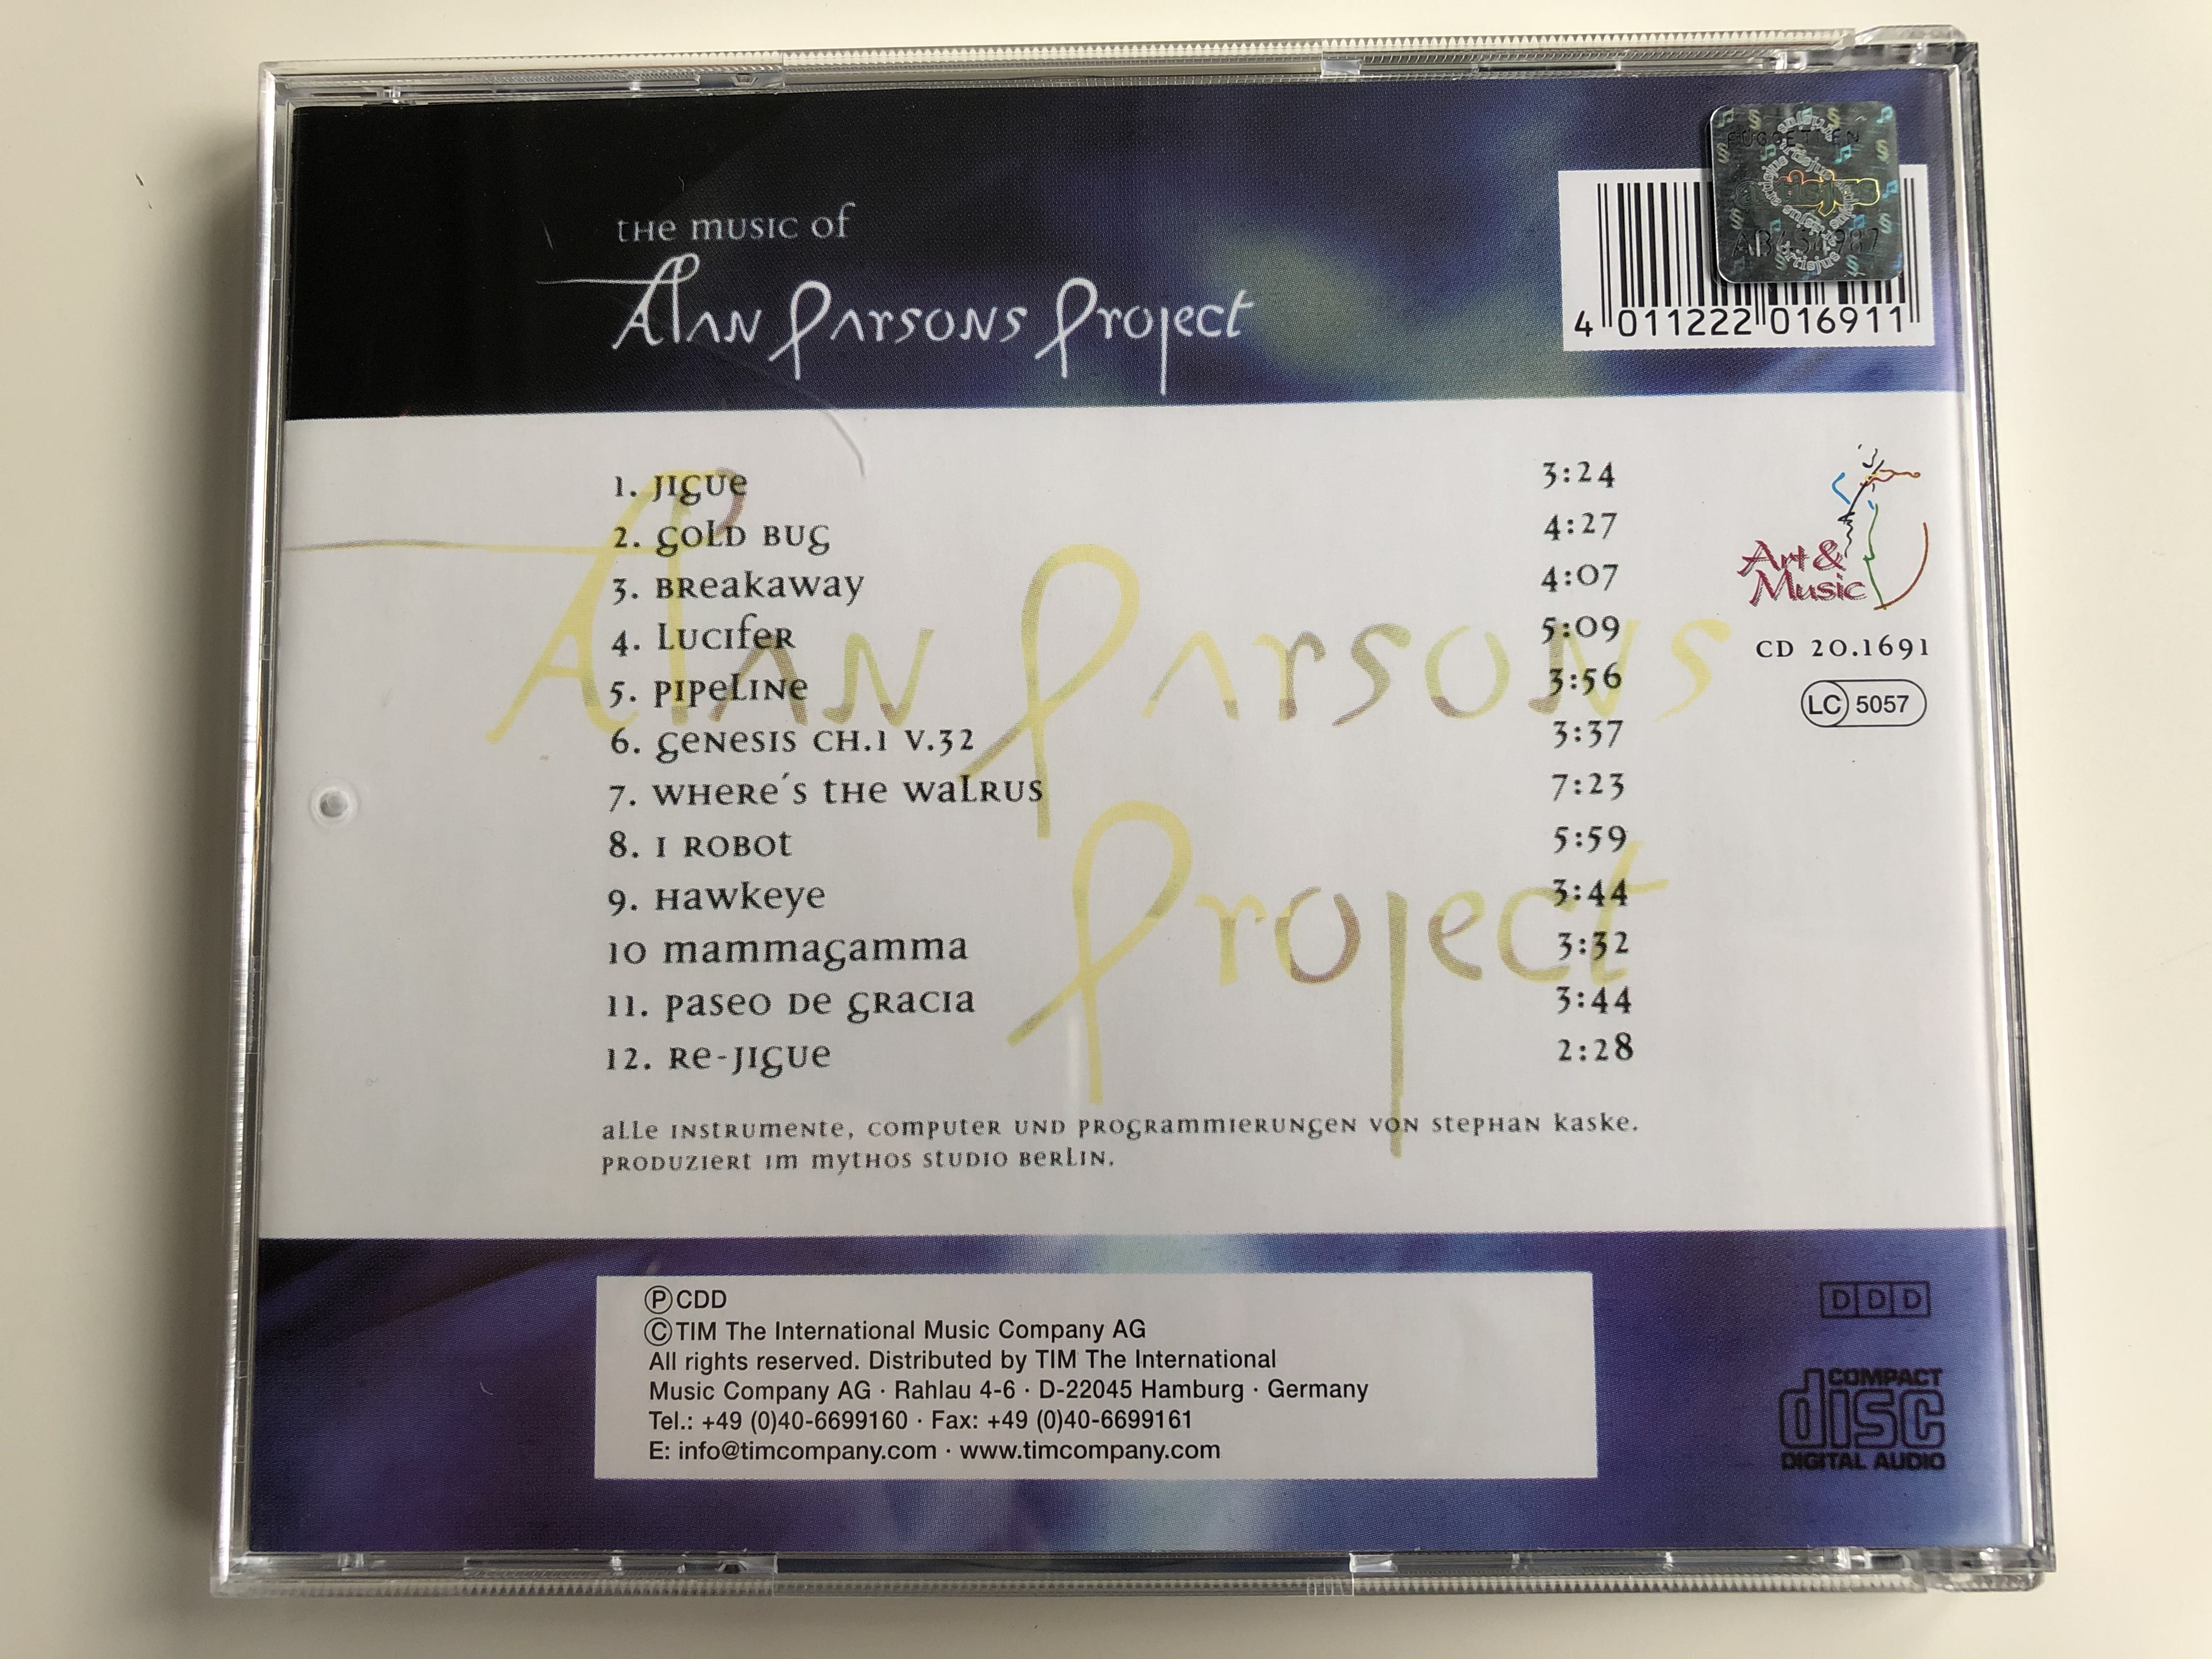 the music of
Alan Parsons Project
4 011222 016911
1. Jigue 3:24
2. Gold Bug 4:27
3. Breakaway 4:07
4. Lucifer 5:09
5. Pipeline 3:56
6. Genesis CH.1 V.32 3:37
7. Where´s the Walrus 7:23
8. I Robot 5:59
9. Hawkeye 3:44
10 Mammagamma 3:32
11. Paseo de Gracia 3:44
12. Re-Jigue 2:28
Art &
Music
CD 20.1691
LC 5057
Alan Parsons
Project
alle Instrumente, Computer und Programmierungen von Stephan Kaske.
Produziert im Mythos Studio Berlin.
Ⓟ CDD
© TIM The International Music Company AG
All rights reserved. Distributed by TIM The International
Music Company AG · Rahlau 4-6 · D-22045 Hamburg · Germany
Tel.: +49 (0)40-6699160 · Fax: +49 (0)40-6699161
E: info@timcompany.com · www.timcompany.com
DDD
COMPACT
disc
DIGITAL AUDIO